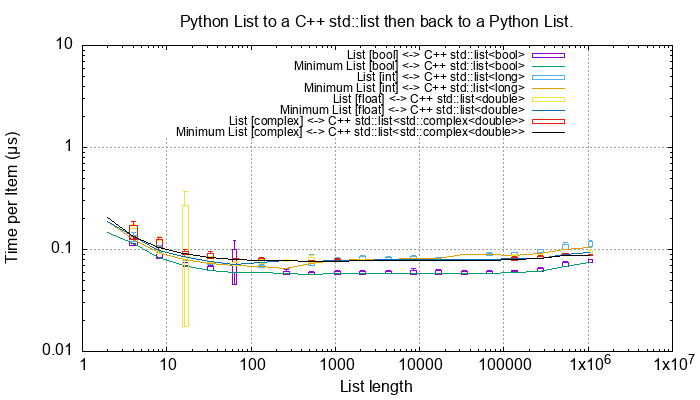 Python List to a C++ std::list then back to a Python List.
10
List [bool] <-> C++ std::list<bool>
Minimum List [bool] <-> C++ std::list<bool>
List [int] <-> C++ std::list<long>
Minimum List [int] <-> C++ std::list<long>
List [float] <-> C++ std::list<double>
Minimum List [float] <-> C++ std::list<double>
List [complex] <-> C++ std::list<std::complex<double>>
Minimum List [complex] <-> C++ std::list<std::complex<double>>
1
Time per Item (µs)
0.1
0.01
1 10 100 1000 10000 100000 1x10⁶ 1x10⁷
List length